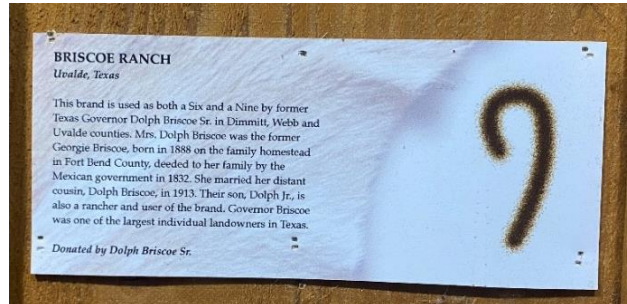 BRISCOE RANCH
Uvalde, Texas
This brand is used as both a Six and a Nine by former
Texas Governor Dolph Briscoe Sr. in Dimmitt, Webb and
Uvalde counties. Mrs. Dolph Briscoe was the former
Georgie Briscoe, born in 1888 on the family homestead
in Fort Bend County, deeded to her family by the
Mexican government in 1832. She married her distant
cousin, Dolph Briscoe, in 1913. Their son, Dolph Jr., is
also a rancher and user of the brand. Governor Briscoe
was one of the largest individual landowners in Texas.
Donated by Dolph Briscoe Sr.